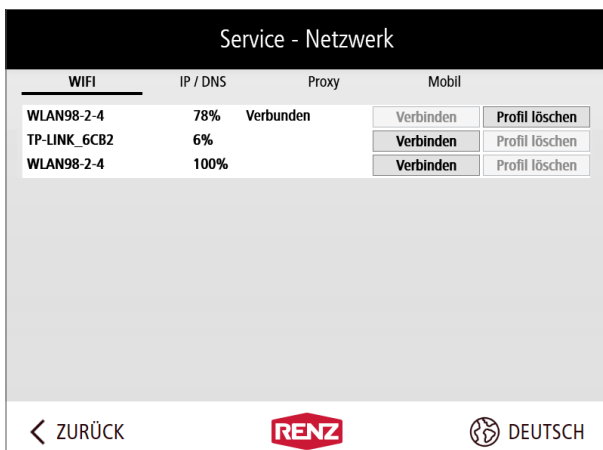 Service - Netzwerk
WIFI IP / DNS Proxy Mobil
WLAN98-2-4 78% Verbunden Verbinden Profil löschen
TP-LINK_6CB2 6% Verbinden Profil löschen
WLAN98-2-4 100% Verbinden Profil löschen
ZURÜCK RENZ DEUTSCH